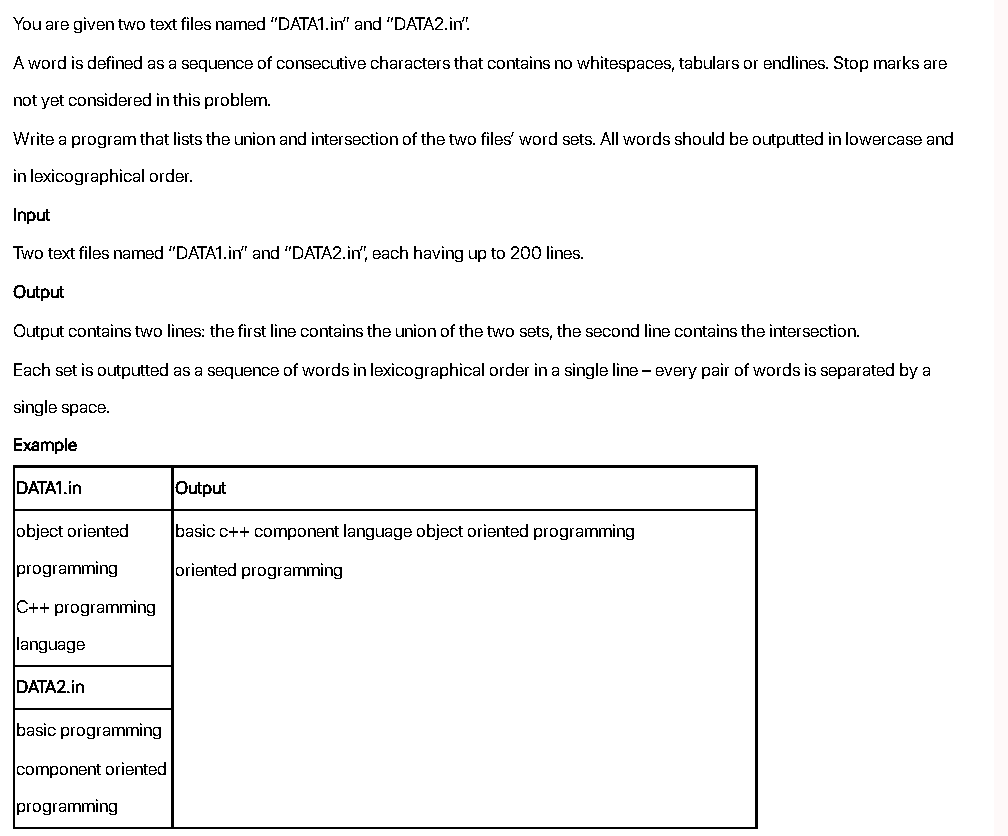 You are given two text files named “DATA1.in” and “DATA2.in”.
A word is defined as a sequence of consecutive characters that contains no whitespaces, tabulars or endlines. Stop marks are
not yet considered in this problem.
Write a program that lists the union and intersection of the two files’ word sets. All words should be outputted in lowercase and
in lexicographical order.
Input
Two text files named “DATA1.in” and “DATA2.in”, each having up to 200 lines.
Output
Output contains two lines: the first line contains the union of the two sets, the second line contains the intersection.
Each set is outputted as a sequence of words in lexicographical order in a single line – every pair of words is separated by a
single space.
Example
DATA1.in
Output
object oriented
programming
C++ programming
language
basic c++ component language object oriented programming
oriented programming
DATA2.in
basic programming
component oriented
programming